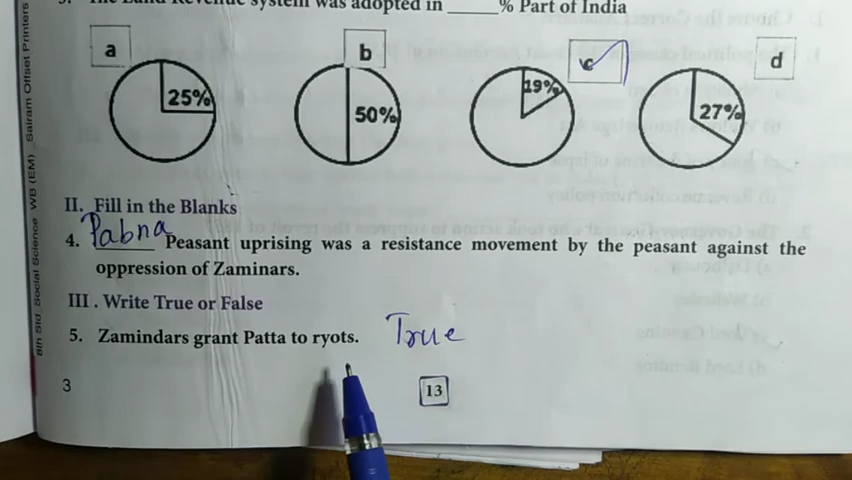 system was adopted in _____% Part of India
a
b
c
d
25%
50%
19%
27%
II. Fill in the Blanks
4. Pabna Peasant uprising was a resistance movement by the peasant against the
oppression of Zaminars.
III . Write True or False
5. Zamindars grant Patta to ryots. True
3
13
8th Std_Social Science WB (EM) _ Sairam Offset Printers